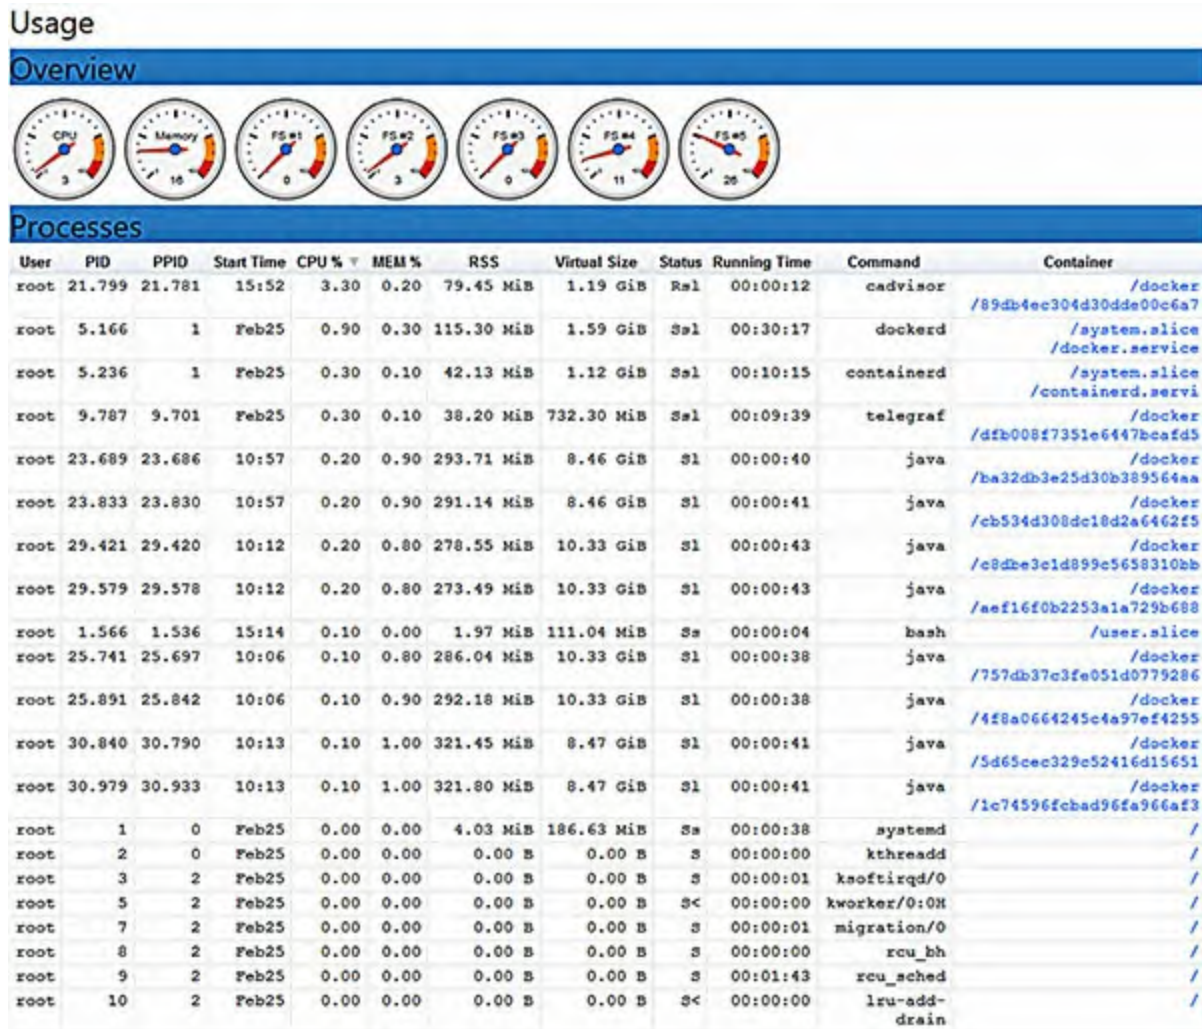 Usage
Overview
CPU 3
Memory 16
FS #1 0
FS #2 3
FS #3 0
FS #4 11
FS #5 26
Processes
User PID PPID Start Time CPU % ▼ MEM % RSS Virtual Size Status Running Time Command Container
root 21.799 21.781 15:52 3.30 0.20 79.45 MiB 1.19 GiB Rsl 00:00:12 cadvisor /docker
/89db4ec304d30dde00c6a7
root 5.166 1 Feb25 0.90 0.30 115.30 MiB 1.59 GiB Ssl 00:30:17 dockerd /system.slice
/docker.service
root 5.236 1 Feb25 0.30 0.10 42.13 MiB 1.12 GiB Ssl 00:10:15 containerd /system.slice
/containerd.servi
root 9.787 9.701 Feb25 0.30 0.10 38.20 MiB 732.30 MiB Ssl 00:09:39 telegraf /docker
/dfb008f7351e6447bcafd5
root 23.689 23.686 10:57 0.20 0.90 293.71 MiB 8.46 GiB Sl 00:00:40 java /docker
/ba32db3e25d30b389564aa
root 23.833 23.830 10:57 0.20 0.90 291.14 MiB 8.46 GiB Sl 00:00:41 java /docker
/cb534d308dc18d2a6462f5
root 29.421 29.420 10:12 0.20 0.80 278.55 MiB 10.33 GiB Sl 00:00:43 java /docker
/c8dbe3c1d899c5658310bb
root 29.579 29.578 10:12 0.20 0.80 273.49 MiB 10.33 GiB Sl 00:00:43 java /docker
/aef16f0b2253a1a729b688
root 1.566 1.536 15:14 0.10 0.00 1.97 MiB 111.04 MiB Ss 00:00:04 bash /user.slice
root 25.741 25.697 10:06 0.10 0.80 286.04 MiB 10.33 GiB Sl 00:00:38 java /docker
/757db37c3fe051d0779286
root 25.891 25.842 10:06 0.10 0.90 292.18 MiB 10.33 GiB Sl 00:00:38 java /docker
/4f8a0664245c4a97ef4255
root 30.840 30.790 10:13 0.10 1.00 321.45 MiB 8.47 GiB Sl 00:00:41 java /docker
/5d65cec329c52416d15651
root 30.979 30.933 10:13 0.10 1.00 321.80 MiB 8.47 GiB Sl 00:00:41 java /docker
/1c74596fcbad96fa966af3
root 1 0 Feb25 0.00 0.00 4.03 MiB 186.63 MiB Ss 00:00:38 systemd /
root 2 0 Feb25 0.00 0.00 0.00 B 0.00 B S 00:00:00 kthreadd /
root 3 2 Feb25 0.00 0.00 0.00 B 0.00 B S 00:00:01 ksoftirqd/0 /
root 5 2 Feb25 0.00 0.00 0.00 B 0.00 B S< 00:00:00 kworker/0:0H /
root 7 2 Feb25 0.00 0.00 0.00 B 0.00 B S 00:00:01 migration/0 /
root 8 2 Feb25 0.00 0.00 0.00 B 0.00 B S 00:00:00 rcu_bh /
root 9 2 Feb25 0.00 0.00 0.00 B 0.00 B S 00:01:43 rcu_sched /
root 10 2 Feb25 0.00 0.00 0.00 B 0.00 B S< 00:00:00 lru-add- /
drain